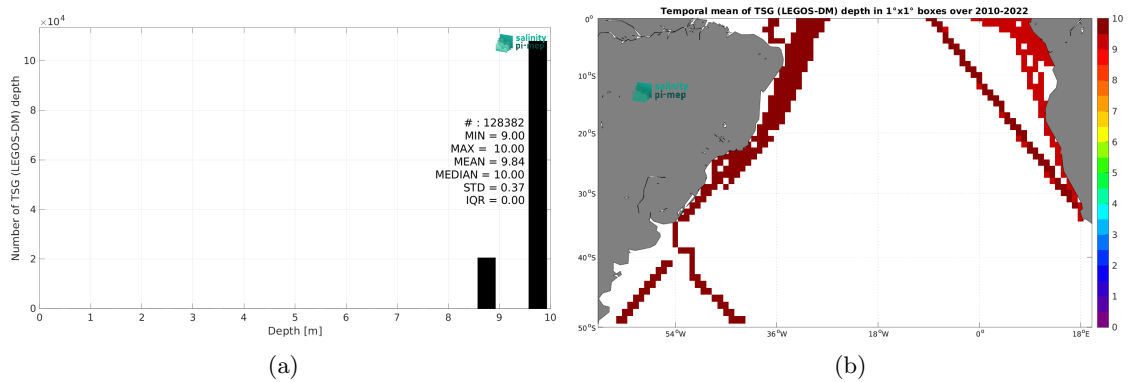 ×10⁴
10
8
6
4
2
0
0 1 2 3 4 5 6 7 8 9 10
Number of TSG (LEGOS-DM) depth
Depth [m]
salinity
pi-mep
# : 128382
MIN = 9.00
MAX = 10.00
MEAN = 9.84
MEDIAN = 10.00
STD = 0.37
IQR = 0.00
(a)
Temporal mean of TSG (LEGOS-DM) depth in 1°x1° boxes over 2010-2022
0°
10°S
20°S
30°S
40°S
50°S
54°W 36°W 18°W 0° 18°E
salinity
pi-mep
10
9
8
7
6
5
4
3
2
1
0
(b)